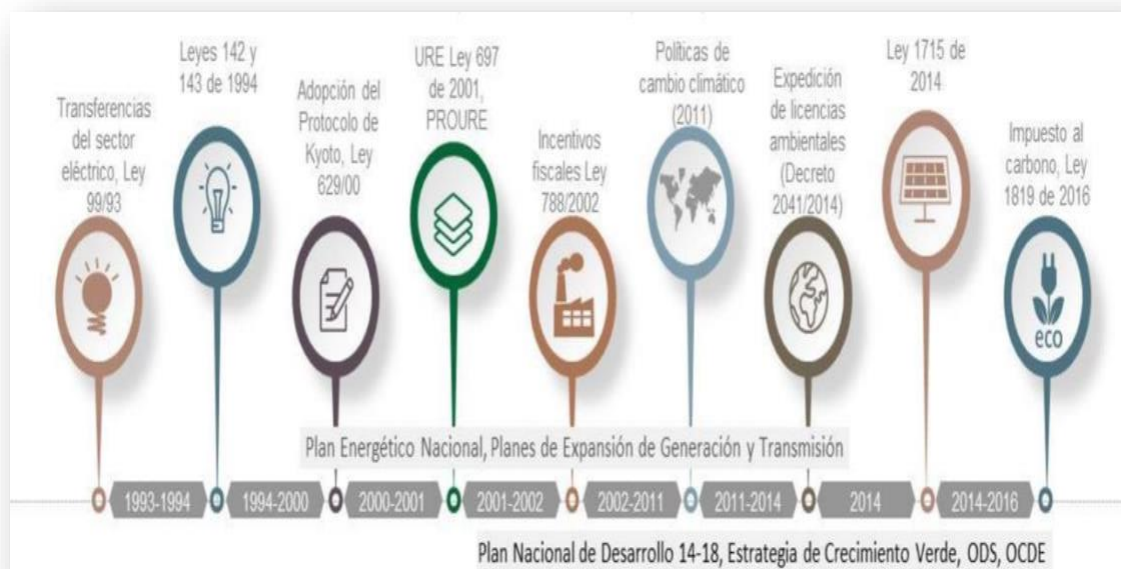 Transferencias
del sector
eléctrico, Ley
99/93
Leyes 142 y
143 de 1994
Adopción del
Protocolo de
Kyoto, Ley
629/00
URE Ley 697
de 2001,
PROURE
Incentivos
fiscales Ley
788/2002
Políticas de
cambio climático
(2011)
Expedición
de licencias
ambientales
(Decreto
2041/2014)
Ley 1715 de
2014
Impuesto al
carbono, Ley
1819 de 2016
eco
Plan Energético Nacional, Planes de Expansión de Generación y Transmisión
1993-1994
1994-2000
2000-2001
2001-2002
2002-2011
2011-2014
2014
2014-2016
Plan Nacional de Desarrollo 14-18, Estrategia de Crecimiento Verde, ODS, OCDE